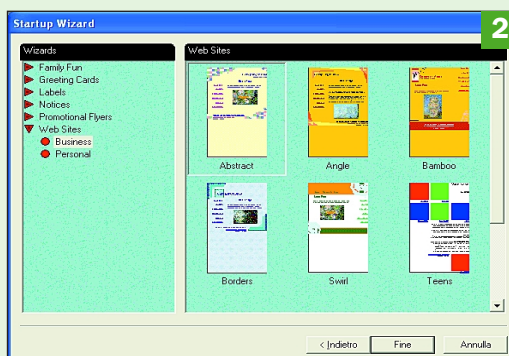 Startup Wizard
2
Wizards
Family Fun
Greeting Cards
Labels
Notices
Promotional Flyers
Web Sites
Business
Personal
Web Sites
Abstract
Angle
Bamboo
Borders
Swirl
Teens
< Indietro
Fine
Annulla